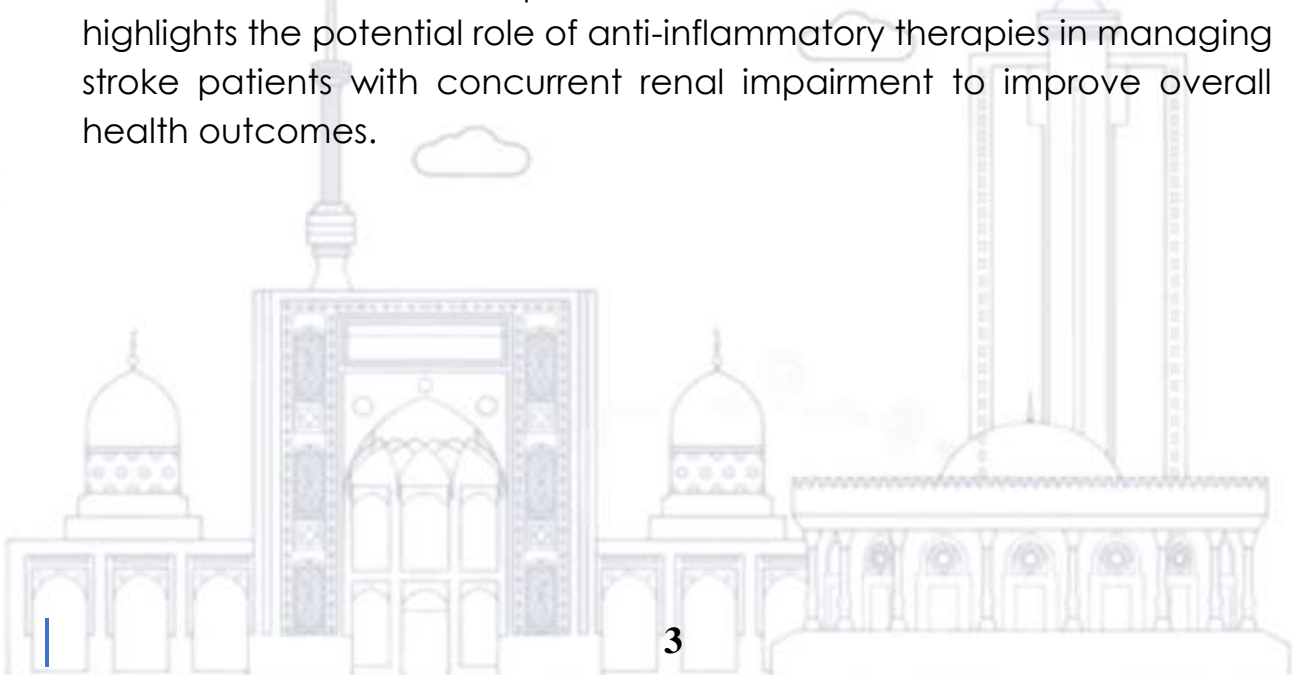 highlights the potential role of anti-inflammatory therapies in managing
stroke patients with concurrent renal impairment to improve overall
health outcomes.
3